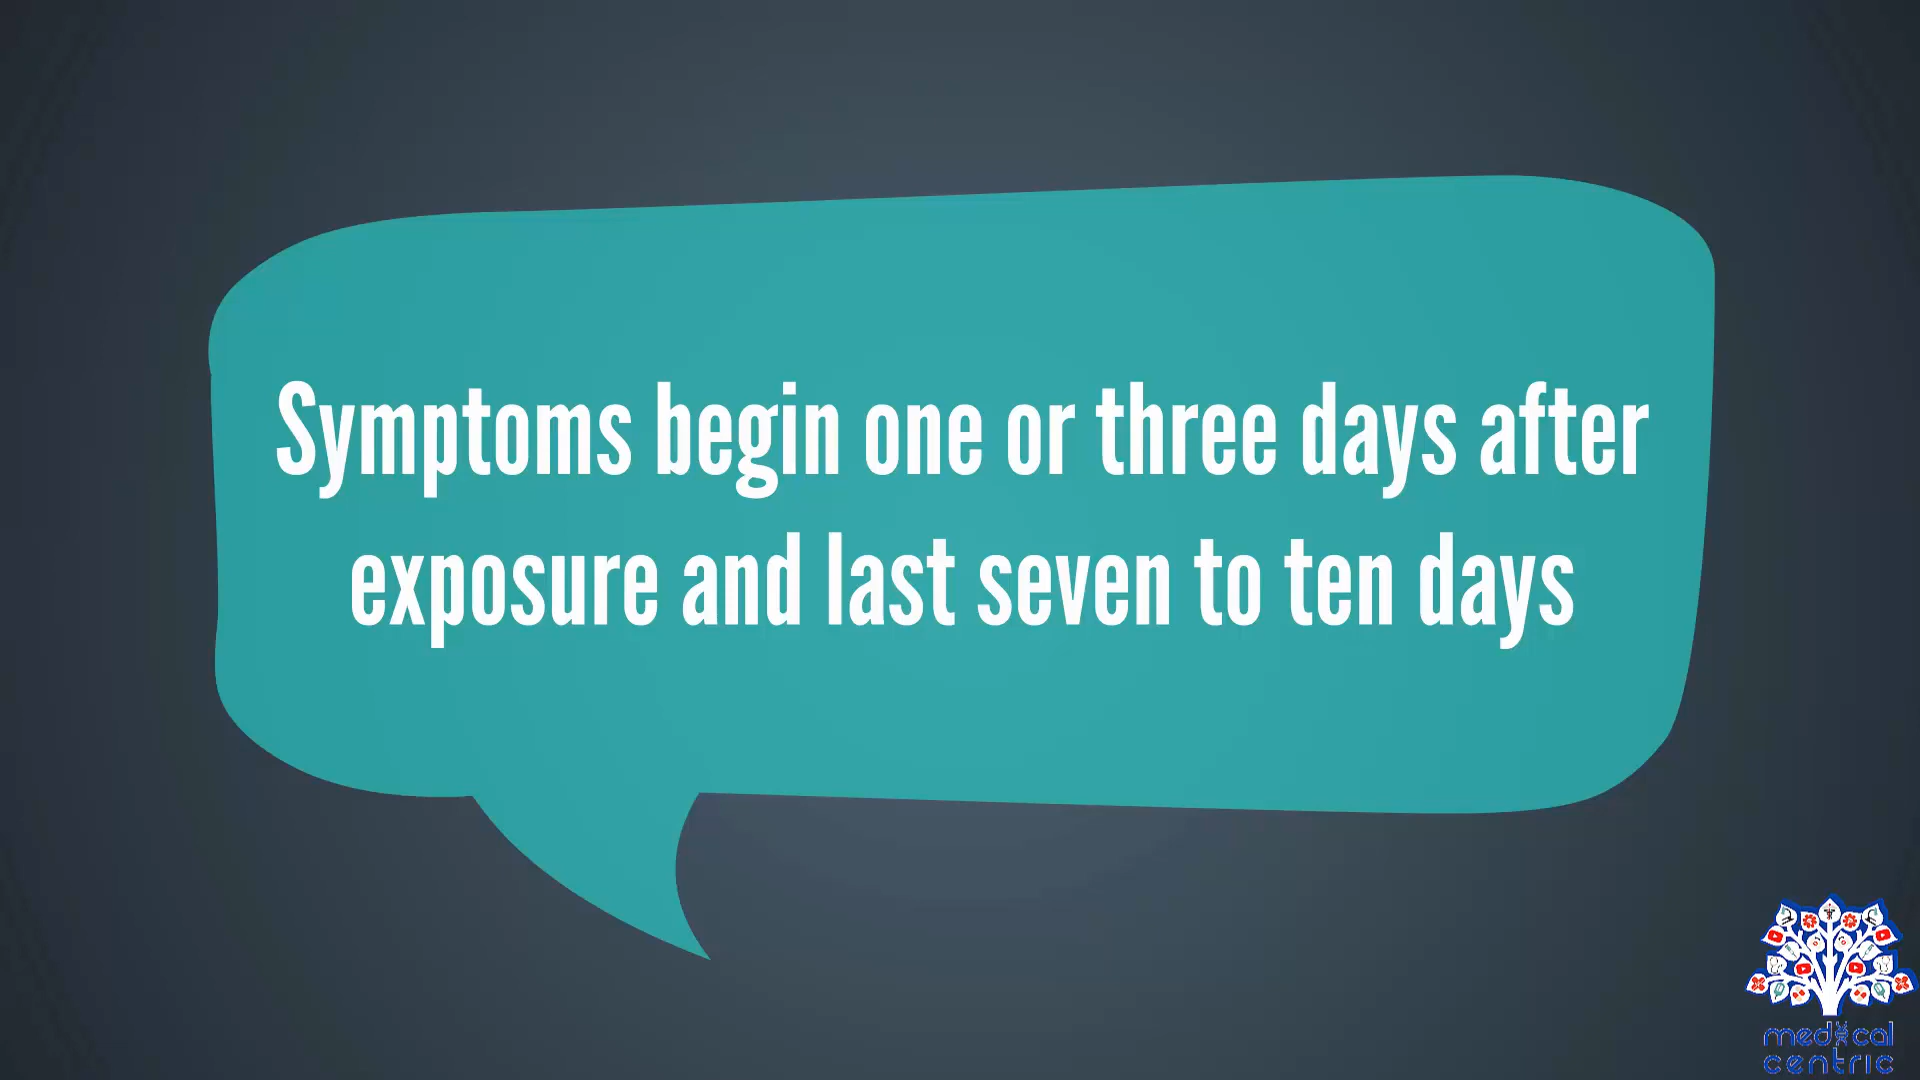 Symptoms begin one or three days after
exposure and last seven to ten days
medical
centric